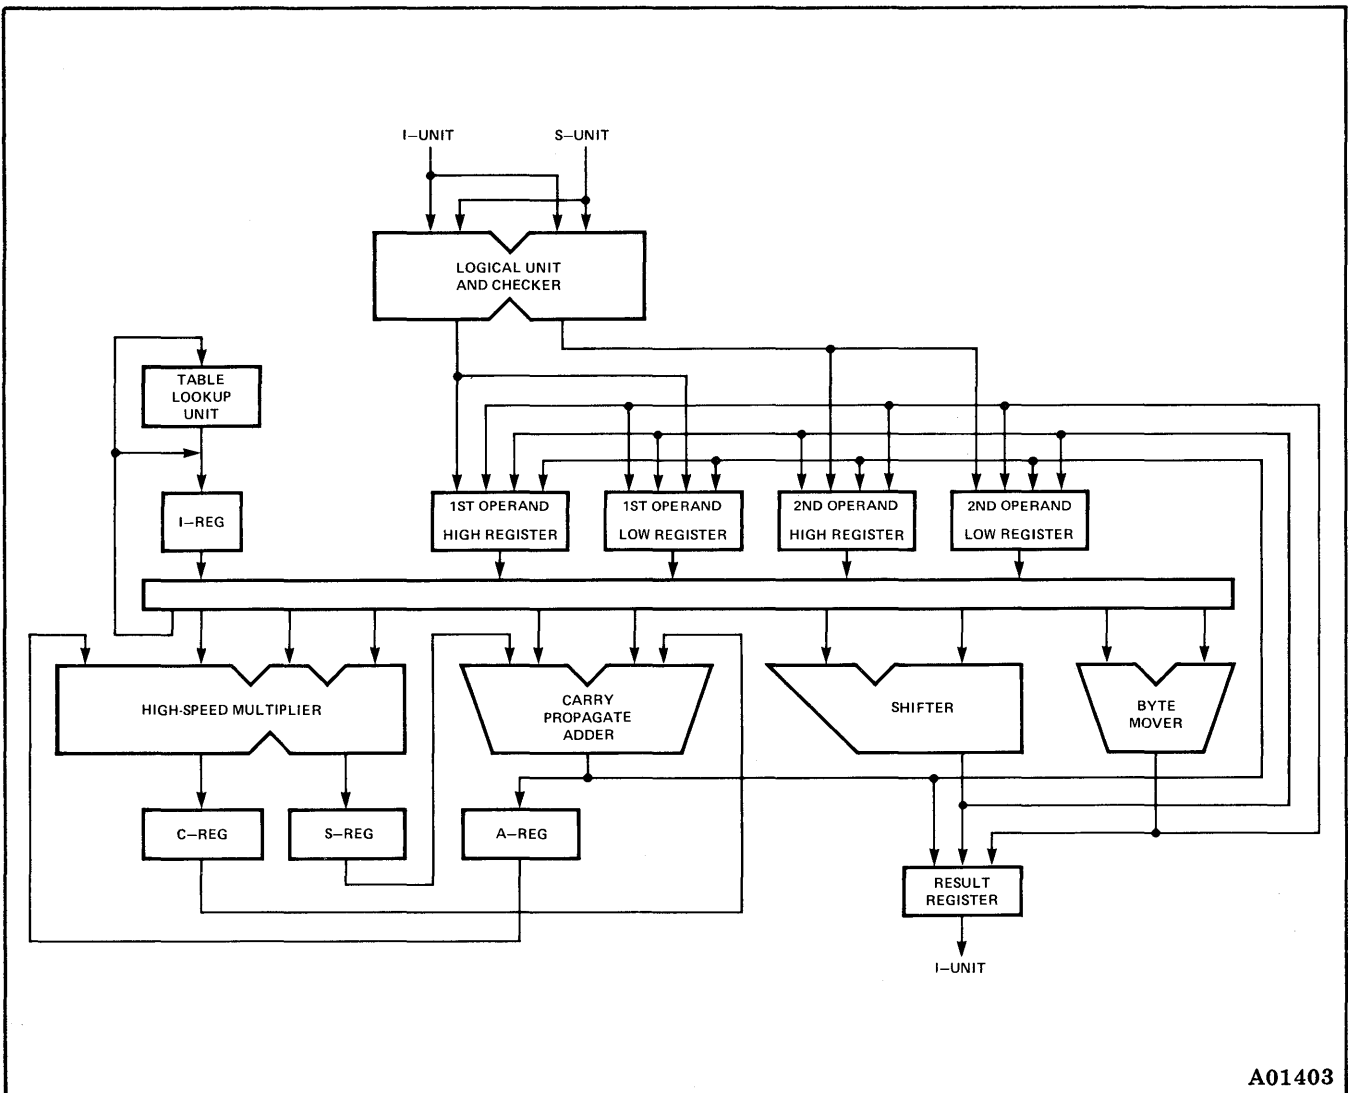 I–UNIT
S–UNIT
LOGICAL UNIT
AND CHECKER
TABLE
LOOKUP
UNIT
I–REG
1ST OPERAND
HIGH REGISTER
1ST OPERAND
LOW REGISTER
2ND OPERAND
HIGH REGISTER
2ND OPERAND
LOW REGISTER
HIGH-SPEED MULTIPLIER
CARRY
PROPAGATE
ADDER
SHIFTER
BYTE
MOVER
C–REG
S–REG
A–REG
RESULT
REGISTER
I–UNIT
A01403